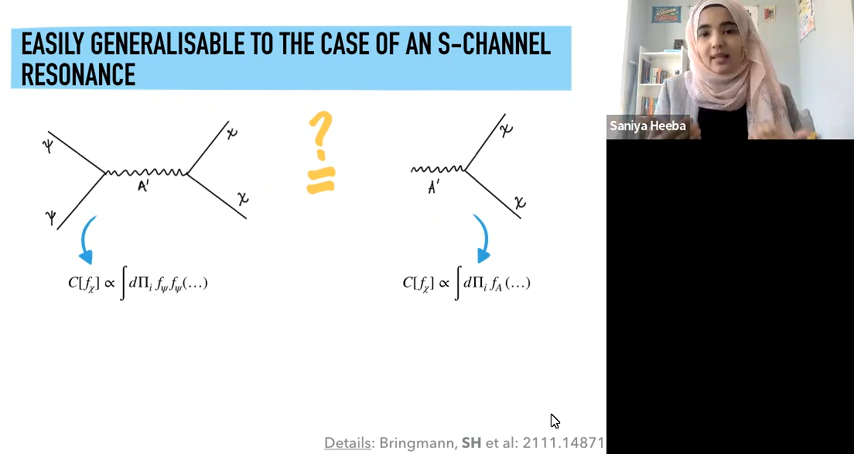 EASILY GENERALISABLE TO THE CASE OF AN S-CHANNEL
RESONANCE
Saniya Heeba
ψ
χ
?
χ
A'
=
A'
ψ
χ
χ
C[f_χ] ∝ ∫ dΠ_i f_ψ f_ψ (…)
C[f_χ] ∝ ∫ dΠ_i f_A (…)
Details: Bringmann, SH et al: 2111.14871